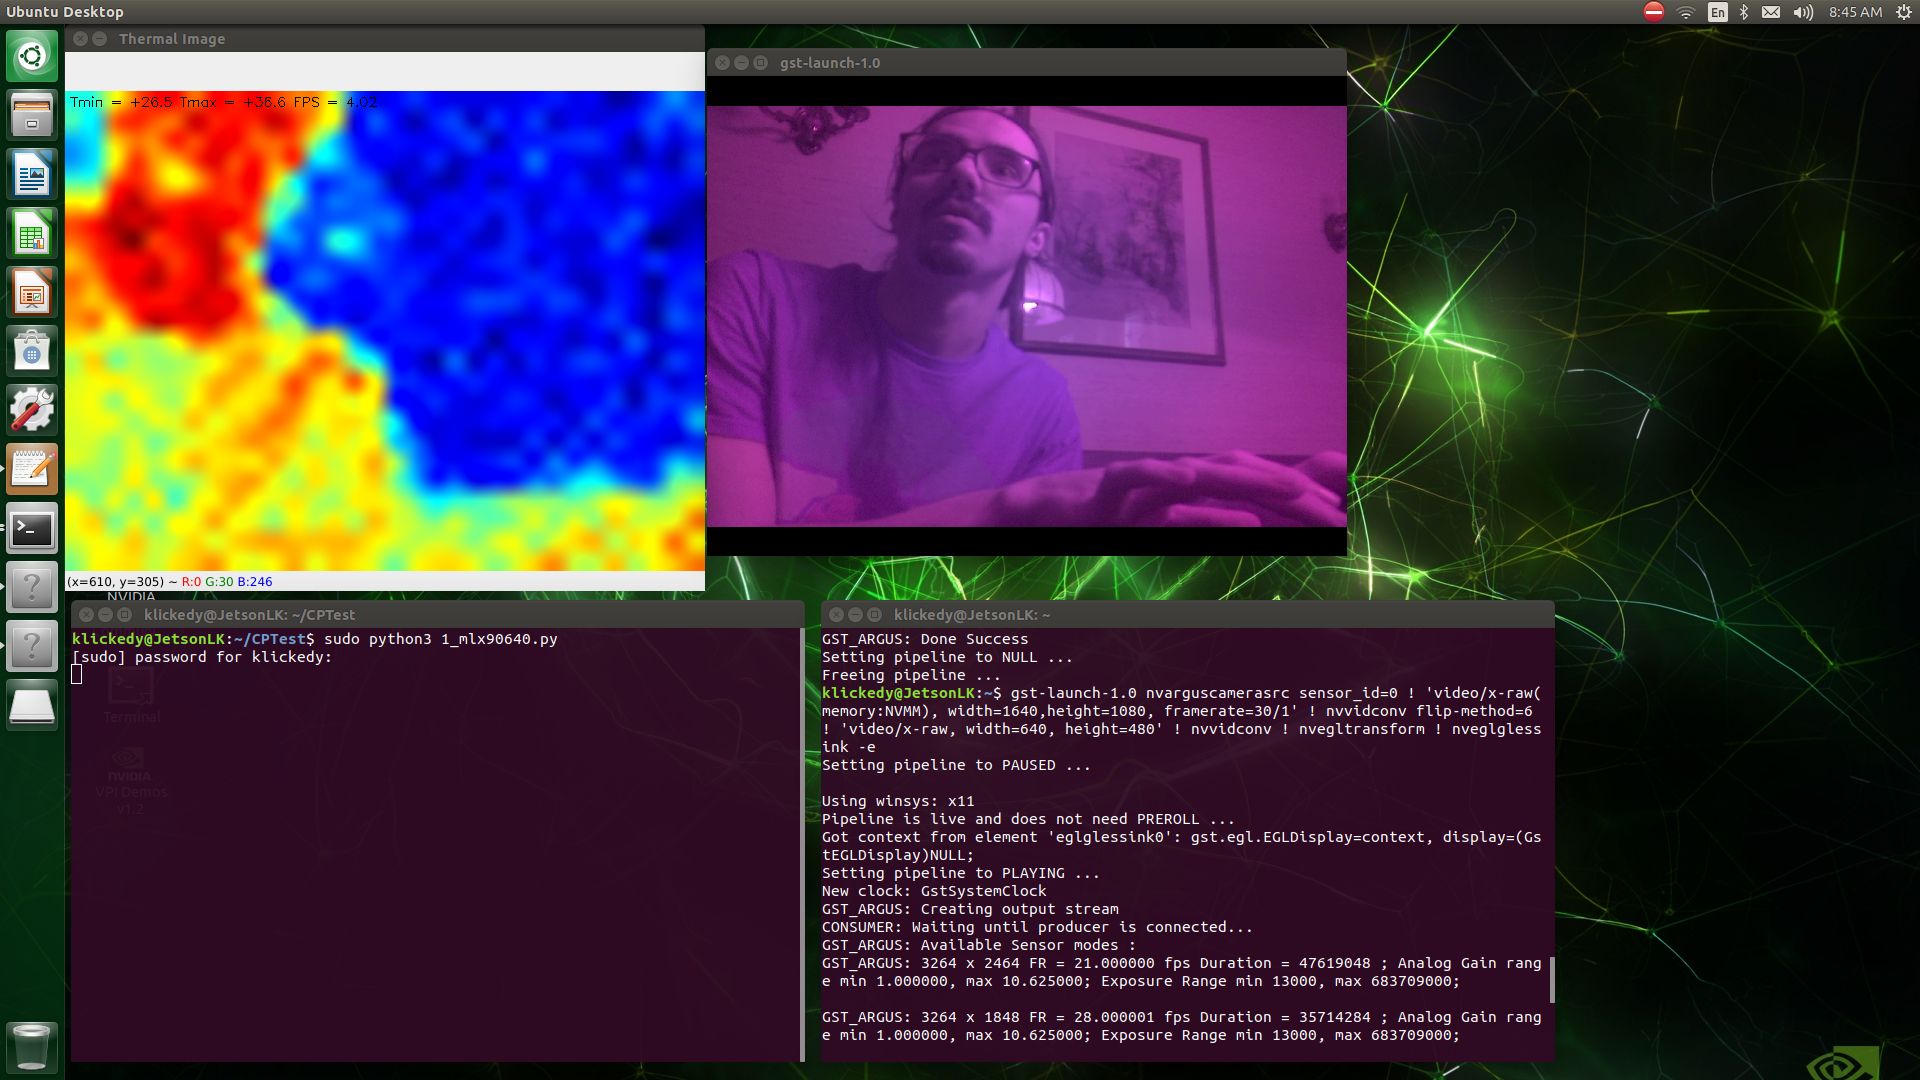 Ubuntu Desktop
En
8:45 AM
Thermal Image
Tmin = +26.5 Tmax = +36.6 FPS = 4.02
(x=610, y=305) ~ R:0 G:30 B:246
gst-launch-1.0
NVIDIA
klickedy@JetsonLK: ~/CPTest
klickedy@JetsonLK:~/CPTest$ sudo python3 1_mlx90640.py
[sudo] password for klickedy:
Terminal
NVIDIA
VPI Demos
v1.2
klickedy@JetsonLK: ~
GST_ARGUS: Done Success
Setting pipeline to NULL ...
Freeing pipeline ...
klickedy@JetsonLK:~$ gst-launch-1.0 nvarguscamerasrc sensor_id=0 ! 'video/x-raw(
memory:NVMM), width=1640,height=1080, framerate=30/1' ! nvvidconv flip-method=6
! 'video/x-raw, width=640, height=480' ! nvvidconv ! nvegltransform ! nveglgless
ink -e
Setting pipeline to PAUSED ...
Using winsys: x11
Pipeline is live and does not need PREROLL ...
Got context from element 'eglglessink0': gst.egl.EGLDisplay=context, display=(Gs
tEGLDisplay)NULL;
Setting pipeline to PLAYING ...
New clock: GstSystemClock
GST_ARGUS: Creating output stream
CONSUMER: Waiting until producer is connected...
GST_ARGUS: Available Sensor modes :
GST_ARGUS: 3264 x 2464 FR = 21.000000 fps Duration = 47619048 ; Analog Gain rang
e min 1.000000, max 10.625000; Exposure Range min 13000, max 683709000;
GST_ARGUS: 3264 x 1848 FR = 28.000001 fps Duration = 35714284 ; Analog Gain rang
e min 1.000000, max 10.625000; Exposure Range min 13000, max 683709000;